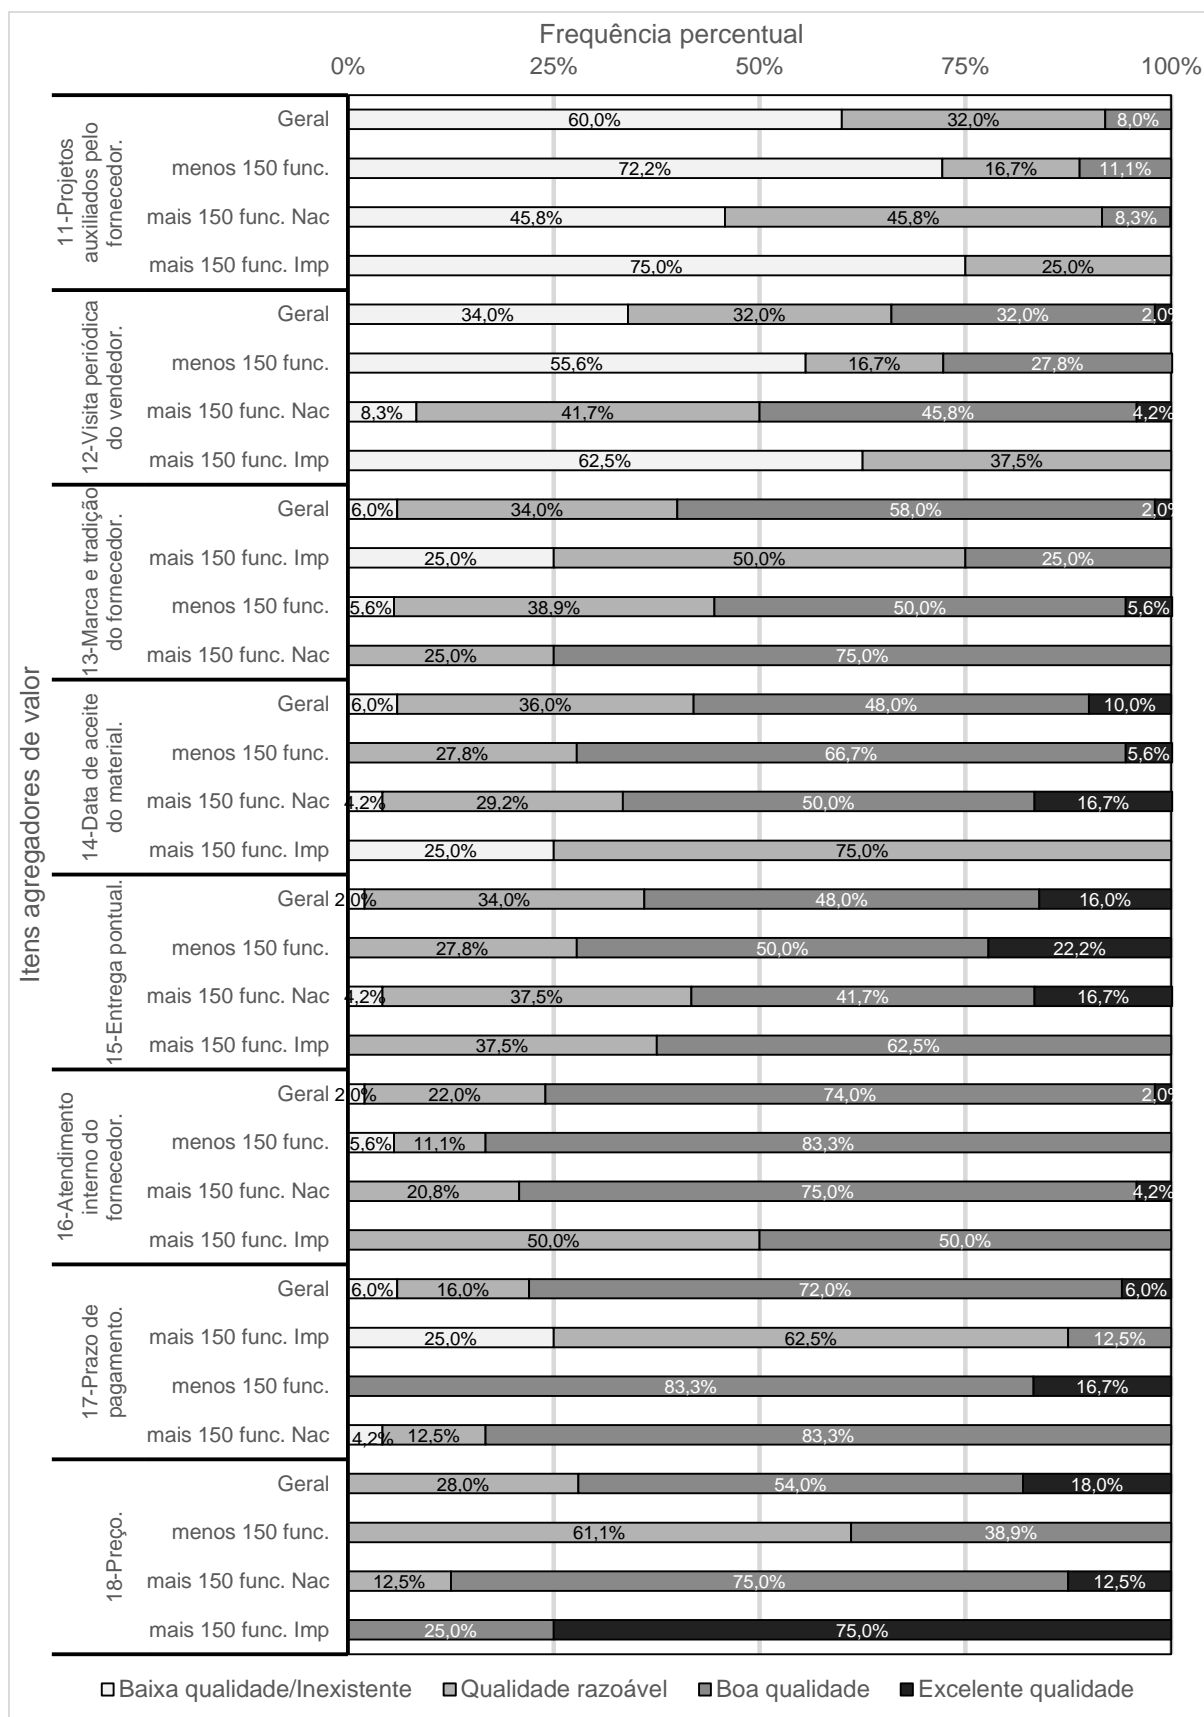 Frequência percentual
0% 25% 50% 75% 100%
Itens agregadores de valor
11-Projetos
auxiliados pelo
fornecedor.
Geral 60,0% 32,0% 8,0%
menos 150 func. 72,2% 16,7% 11,1%
mais 150 func. Nac 45,8% 45,8% 8,3%
mais 150 func. Imp 75,0% 25,0%
12-Visita periódica
do vendedor.
Geral 34,0% 32,0% 32,0% 2,0%
menos 150 func. 55,6% 16,7% 27,8%
mais 150 func. Nac 8,3% 41,7% 45,8% 4,2%
mais 150 func. Imp 62,5% 37,5%
13-Marca e tradição
do fornecedor.
Geral 6,0% 34,0% 58,0% 2,0%
mais 150 func. Imp 25,0% 50,0% 25,0%
menos 150 func. 5,6% 38,9% 50,0% 5,6%
mais 150 func. Nac 25,0% 75,0%
14-Data de aceite
do material.
Geral 6,0% 36,0% 48,0% 10,0%
menos 150 func. 27,8% 66,7% 5,6%
mais 150 func. Nac 4,2% 29,2% 50,0% 16,7%
mais 150 func. Imp 25,0% 75,0%
15-Entrega pontual.
Geral 2,0% 34,0% 48,0% 16,0%
menos 150 func. 27,8% 50,0% 22,2%
mais 150 func. Nac 4,2% 37,5% 41,7% 16,7%
mais 150 func. Imp 37,5% 62,5%
16-Atendimento
interno do
fornecedor.
Geral 2,0% 22,0% 74,0% 2,0%
menos 150 func. 5,6% 11,1% 83,3%
mais 150 func. Nac 20,8% 75,0% 4,2%
mais 150 func. Imp 50,0% 50,0%
17-Prazo de
pagamento.
Geral 6,0% 16,0% 72,0% 6,0%
mais 150 func. Imp 25,0% 62,5% 12,5%
menos 150 func. 83,3% 16,7%
mais 150 func. Nac 4,2% 12,5% 83,3%
18-Preço.
Geral 28,0% 54,0% 18,0%
menos 150 func. 61,1% 38,9%
mais 150 func. Nac 12,5% 75,0% 12,5%
mais 150 func. Imp 25,0% 75,0%
Baixa qualidade/Inexistente Qualidade razoável Boa qualidade Excelente qualidade